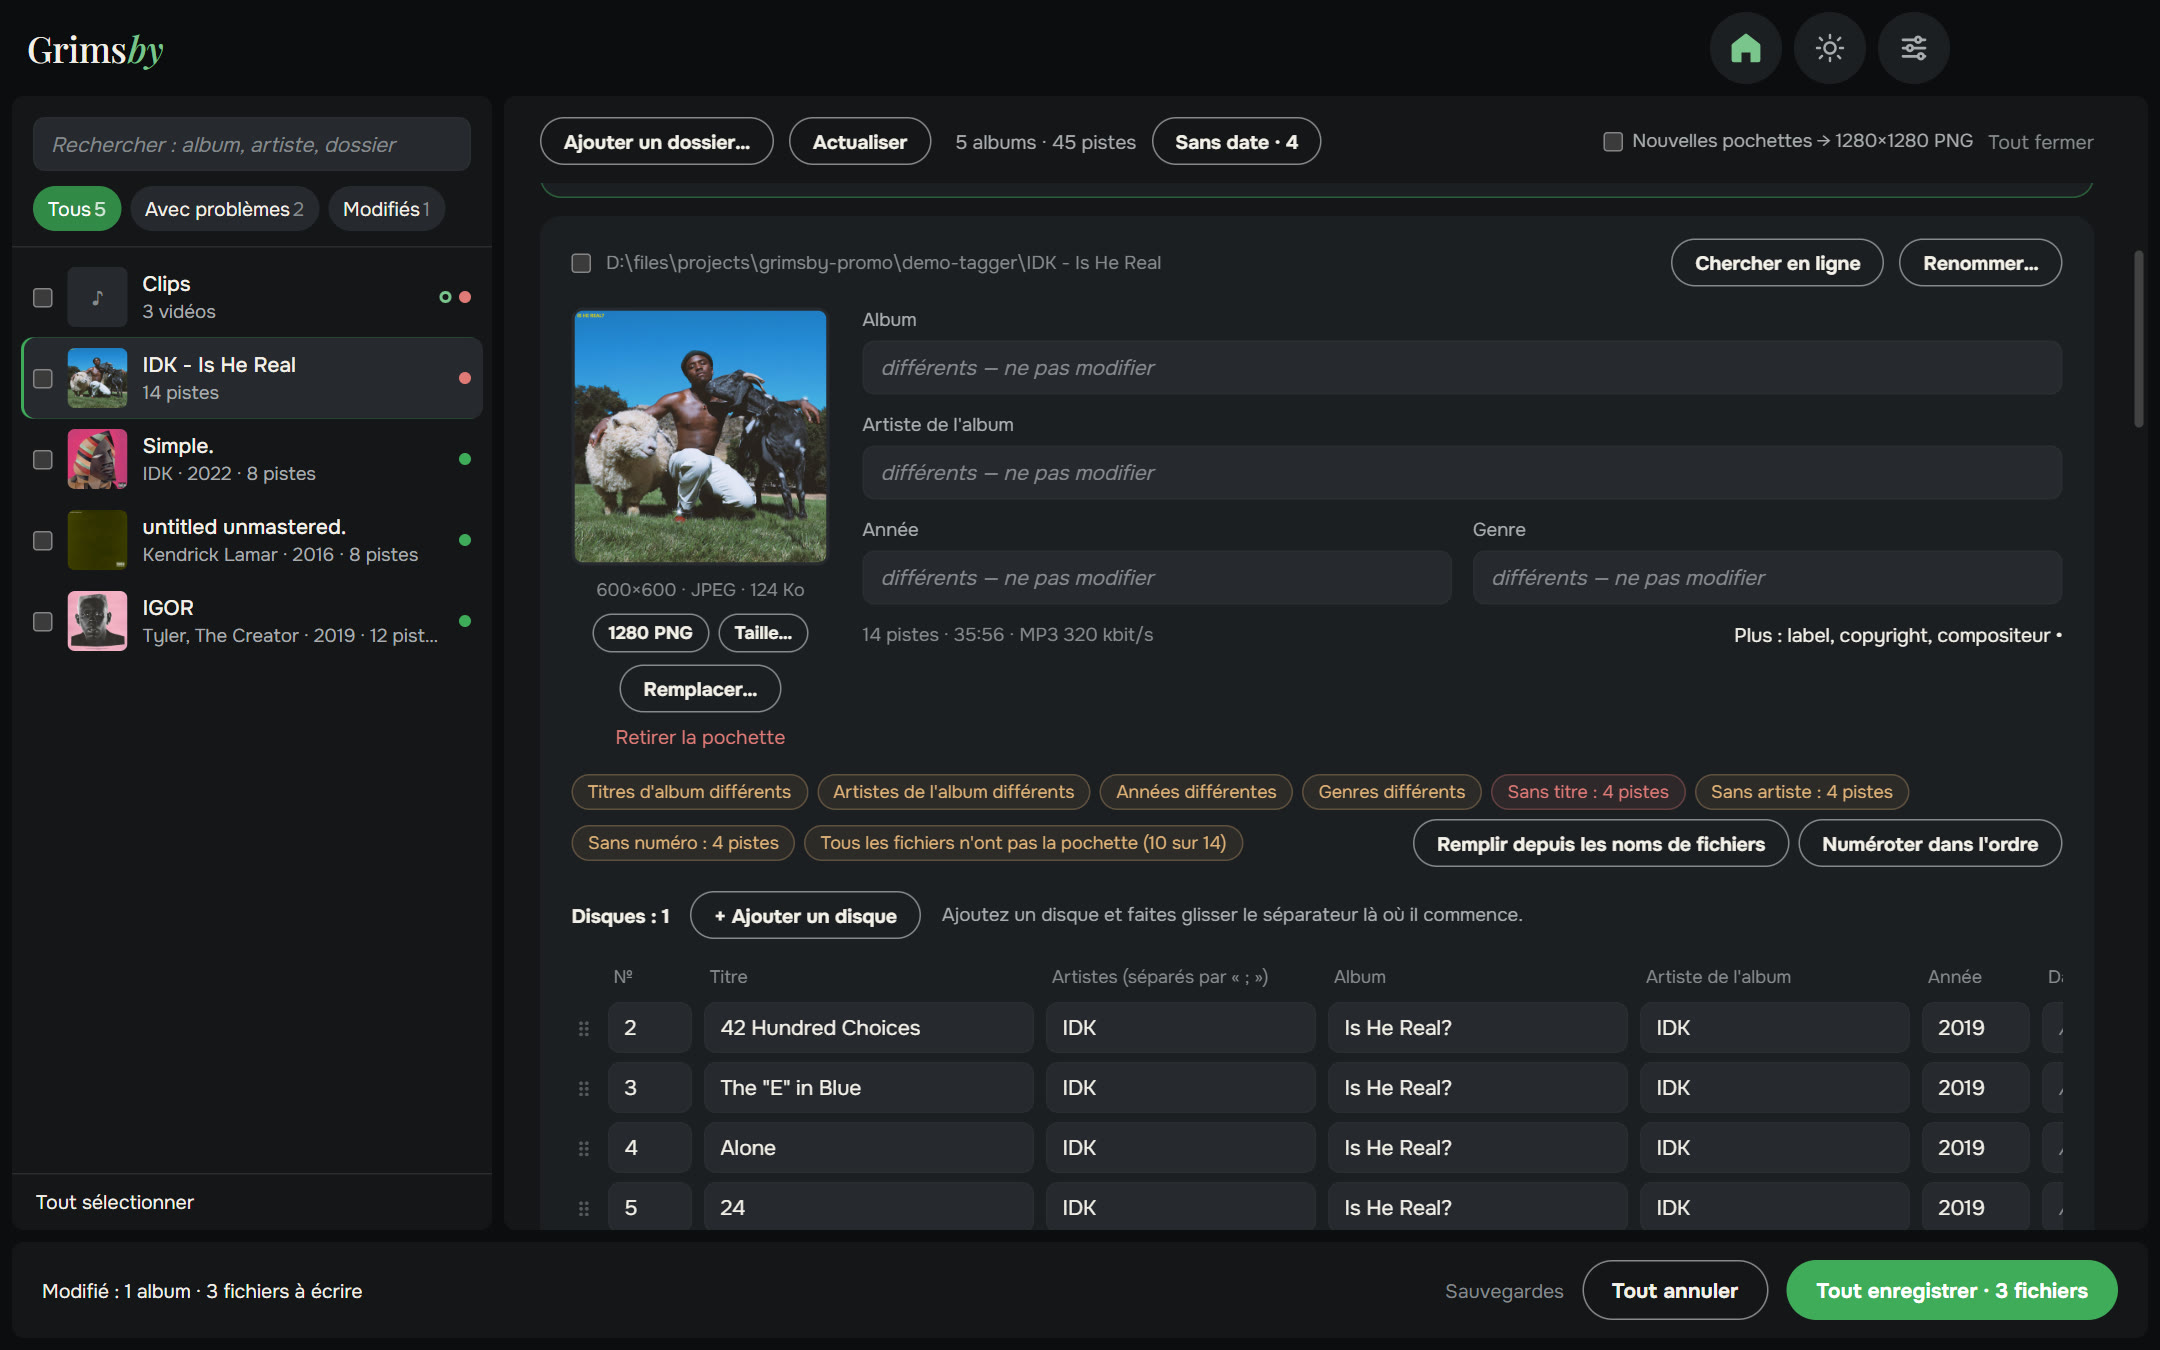 Grimsby
Rechercher : album, artiste, dossier
Tous 5
Avec problèmes 2
Modifiés 1
Clips
3 vidéos
IDK - Is He Real
14 pistes
Simple.
IDK · 2022 · 8 pistes
untitled unmastered.
Kendrick Lamar · 2016 · 8 pistes
IGOR
Tyler, The Creator · 2019 · 12 pist...
Tout sélectionner
Ajouter un dossier...
Actualiser
5 albums · 45 pistes
Sans date · 4
Nouvelles pochettes → 1280×1280 PNG
Tout fermer
D:\files\projects\grimsby-promo\demo-tagger\IDK - Is He Real
Chercher en ligne
Renommer...
IS HE REAL?
600×600 · JPEG · 124 Ko
1280 PNG
Taille...
Remplacer...
Retirer la pochette
Album
différents – ne pas modifier
Artiste de l'album
différents – ne pas modifier
Année
différents – ne pas modifier
Genre
différents – ne pas modifier
14 pistes · 35:56 · MP3 320 kbit/s
Plus : label, copyright, compositeur •
Titres d'album différents
Artistes de l'album différents
Années différentes
Genres différents
Sans titre : 4 pistes
Sans artiste : 4 pistes
Sans numéro : 4 pistes
Tous les fichiers n'ont pas la pochette (10 sur 14)
Remplir depuis les noms de fichiers
Numéroter dans l'ordre
Disques : 1
+ Ajouter un disque
Ajoutez un disque et faites glisser le séparateur là où il commence.
Nº Titre Artistes (séparés par « ; ») Album Artiste de l'album Année
2 42 Hundred Choices IDK Is He Real? IDK 2019
3 The "E" in Blue IDK Is He Real? IDK 2019
4 Alone IDK Is He Real? IDK 2019
5 24 IDK Is He Real? IDK 2019
Modifié : 1 album · 3 fichiers à écrire
Sauvegardes
Tout annuler
Tout enregistrer · 3 fichiers